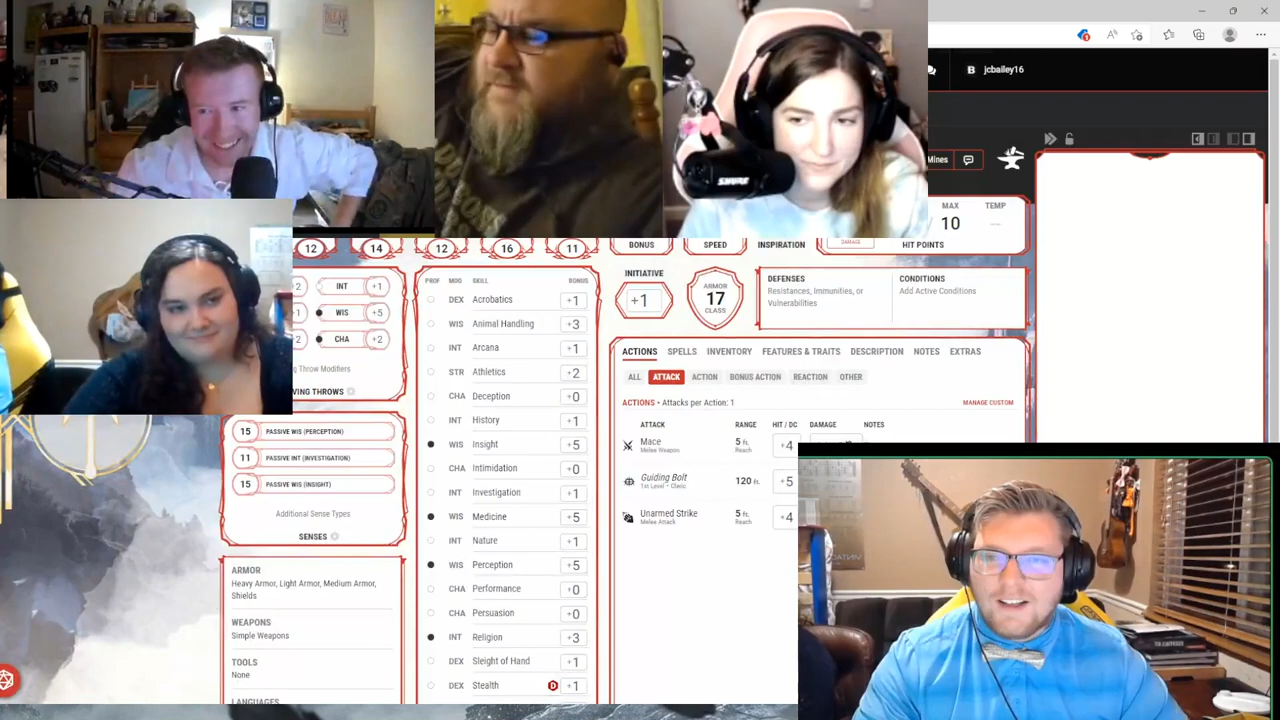 B jcbailey16
Mines
MAX
TEMP
10
---
HIT POINTS
DAMAGE
12
14
12
16
11
BONUS
SPEED
INSPIRATION
INT
+1
WIS
+5
CHA
+2
Throw Modifiers
THROWS
15 PASSIVE WIS (PERCEPTION)
11 PASSIVE INT (INVESTIGATION)
15 PASSIVE WIS (INSIGHT)
Additional Sense Types
SENSES
ARMOR
Heavy Armor, Light Armor, Medium Armor,
Shields
WEAPONS
Simple Weapons
TOOLS
None
LANGUAGES
PROF MOD SKILL BONUS
DEX Acrobatics +1
WIS Animal Handling +3
INT Arcana +1
STR Athletics +2
CHA Deception +0
INT History +1
WIS Insight +5
CHA Intimidation +0
INT Investigation +1
WIS Medicine +5
INT Nature +1
WIS Perception +5
CHA Performance +0
CHA Persuasion +0
INT Religion +3
DEX Sleight of Hand +1
DEX Stealth D +1
INITIATIVE
+1
ARMOR
17
CLASS
DEFENSES
Resistances, Immunities, or
Vulnerabilities
CONDITIONS
Add Active Conditions
ACTIONS SPELLS INVENTORY FEATURES & TRAITS DESCRIPTION NOTES EXTRAS
ALL ATTACK ACTION BONUS ACTION REACTION OTHER
ACTIONS • Attacks per Action: 1
MANAGE CUSTOM
ATTACK RANGE HIT / DC DAMAGE NOTES
Mace 5 ft. +4
Melee Weapon Reach
Guiding Bolt 120 ft. +5
1st Level • Cleric
Unarmed Strike 5 ft. +4
Melee Attack Reach
SHURE